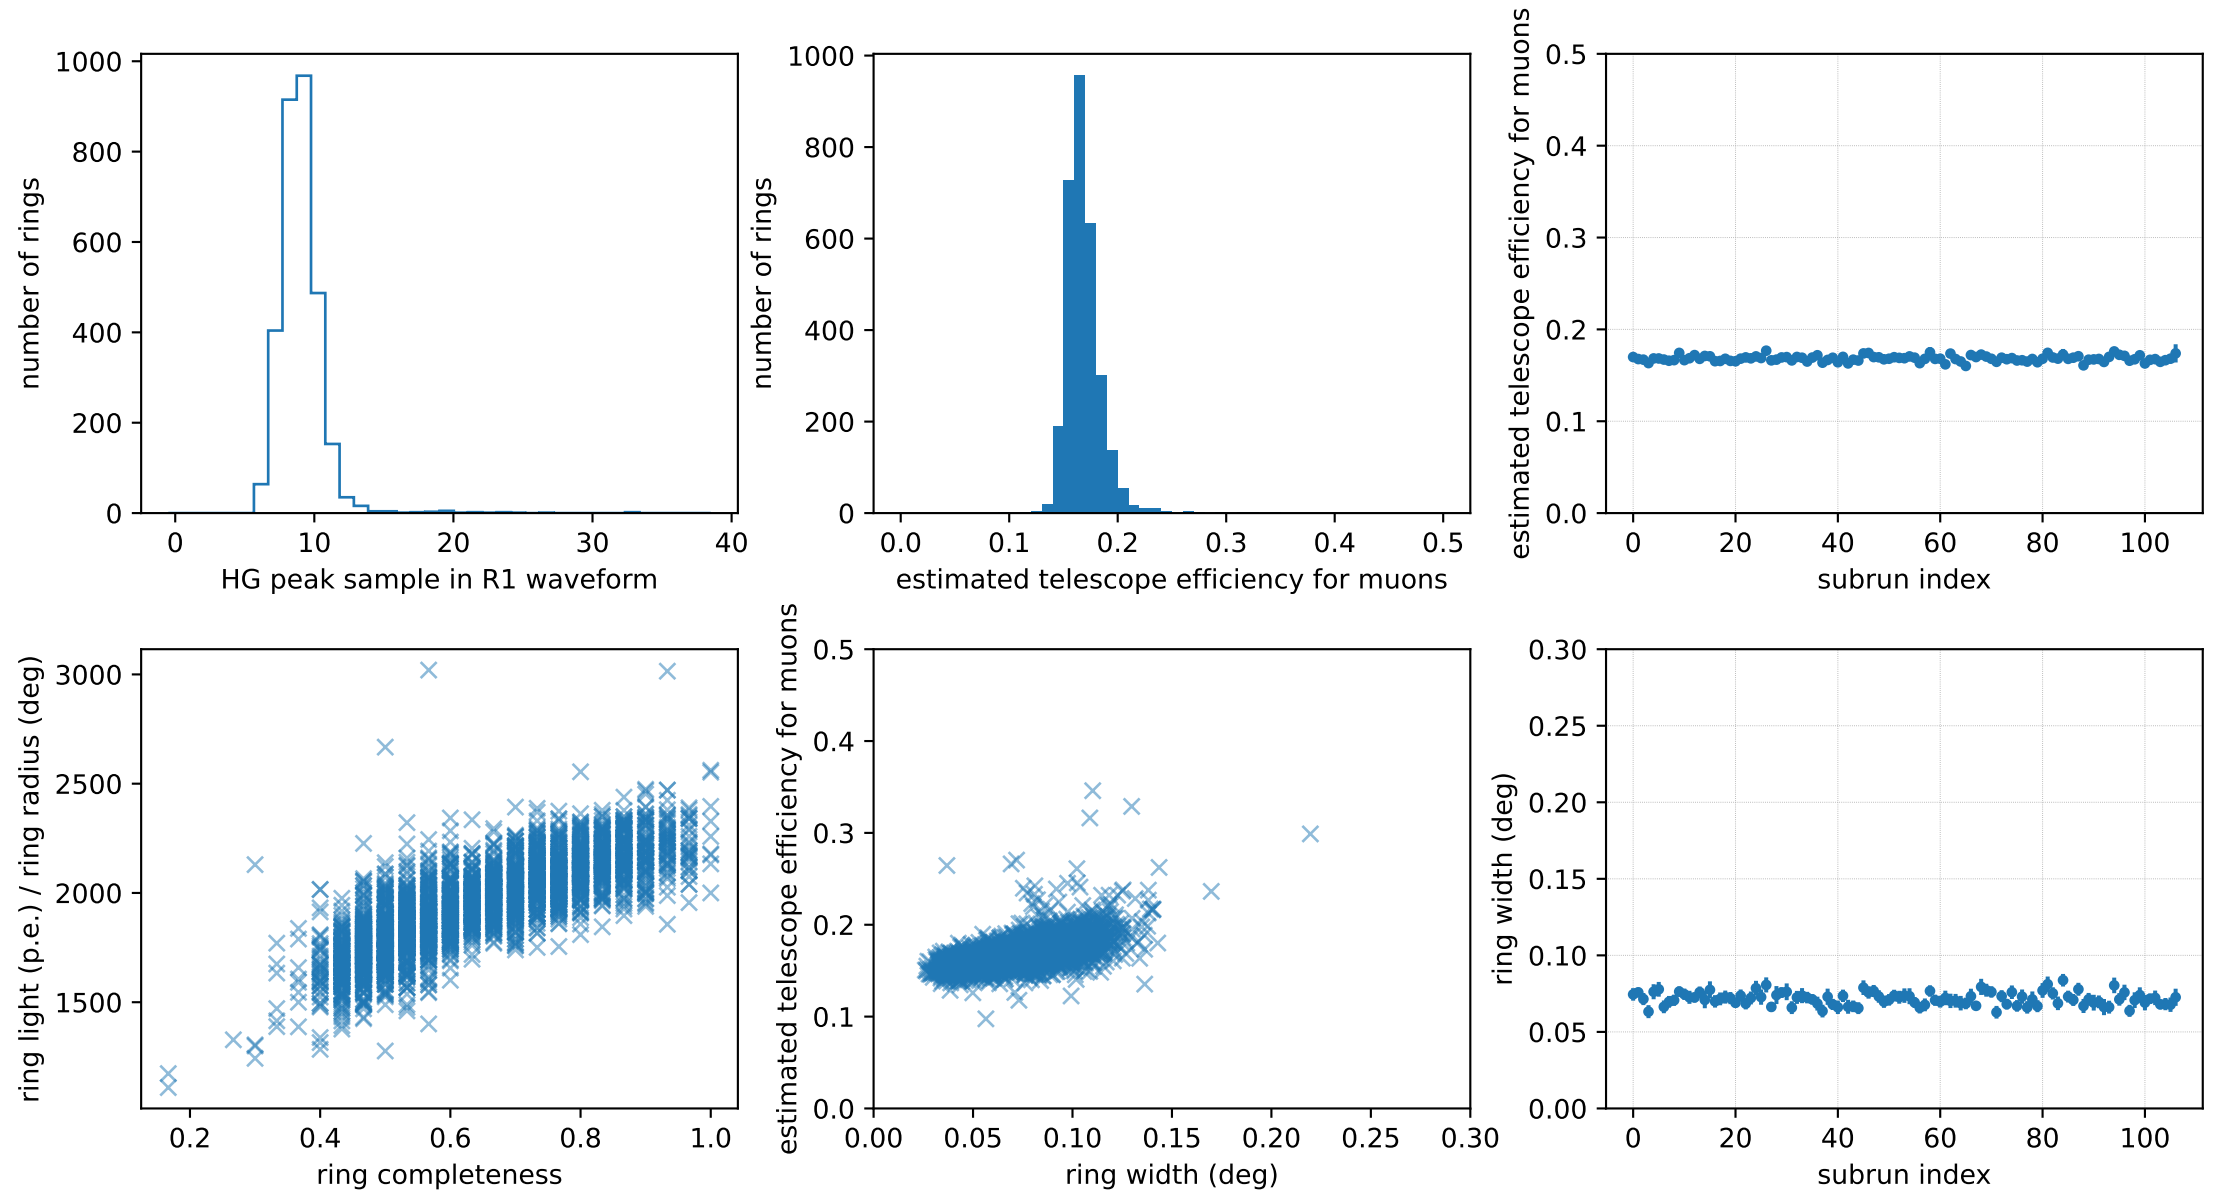 number of rings
1000
800
600
400
200
0
0 10 20 30 40
HG peak sample in R1 waveform
number of rings
1000
800
600
400
200
0
0.0 0.1 0.2 0.3 0.4 0.5
estimated telescope efficiency for muons
estimated telescope efficiency for muons
0.5
0.4
0.3
0.2
0.1
0.0
0 20 40 60 80 100
subrun index
ring light (p.e.) / ring radius (deg)
3000
2500
2000
1500
0.2 0.4 0.6 0.8 1.0
ring completeness
estimated telescope efficiency for muons
0.5
0.4
0.3
0.2
0.1
0.0
0.00 0.05 0.10 0.15 0.20 0.25 0.30
ring width (deg)
ring width (deg)
0.30
0.25
0.20
0.15
0.10
0.05
0.00
0 20 40 60 80 100
subrun index